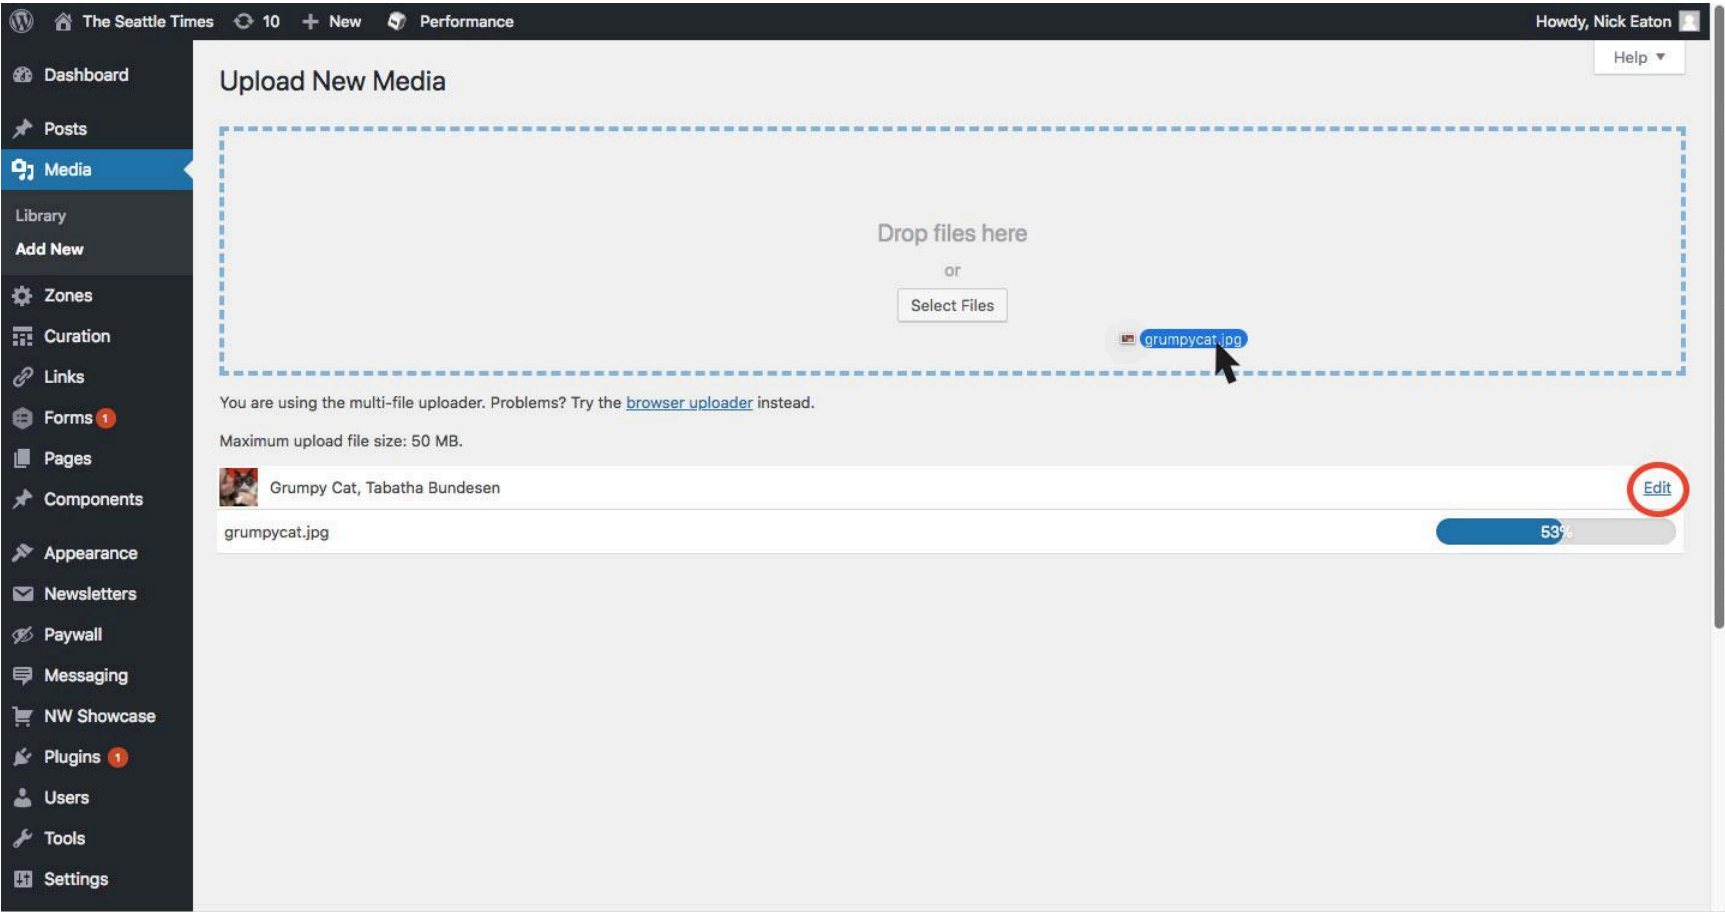 The Seattle Times 10 New Performance Howdy, Nick Eaton
Help
Dashboard
Upload New Media
Posts
Media
Library
Add New
Drop files here
or
Select Files
Zones
Curation
grumpycat.jpg
Links
You are using the multi-file uploader. Problems? Try the browser uploader instead.
Forms 1
Maximum upload file size: 50 MB.
Pages
Grumpy Cat, Tabatha Bundesen Edit
Components
grumpycat.jpg 53%
Appearance
Newsletters
Paywall
Messaging
NW Showcase
Plugins 1
Users
Tools
Settings